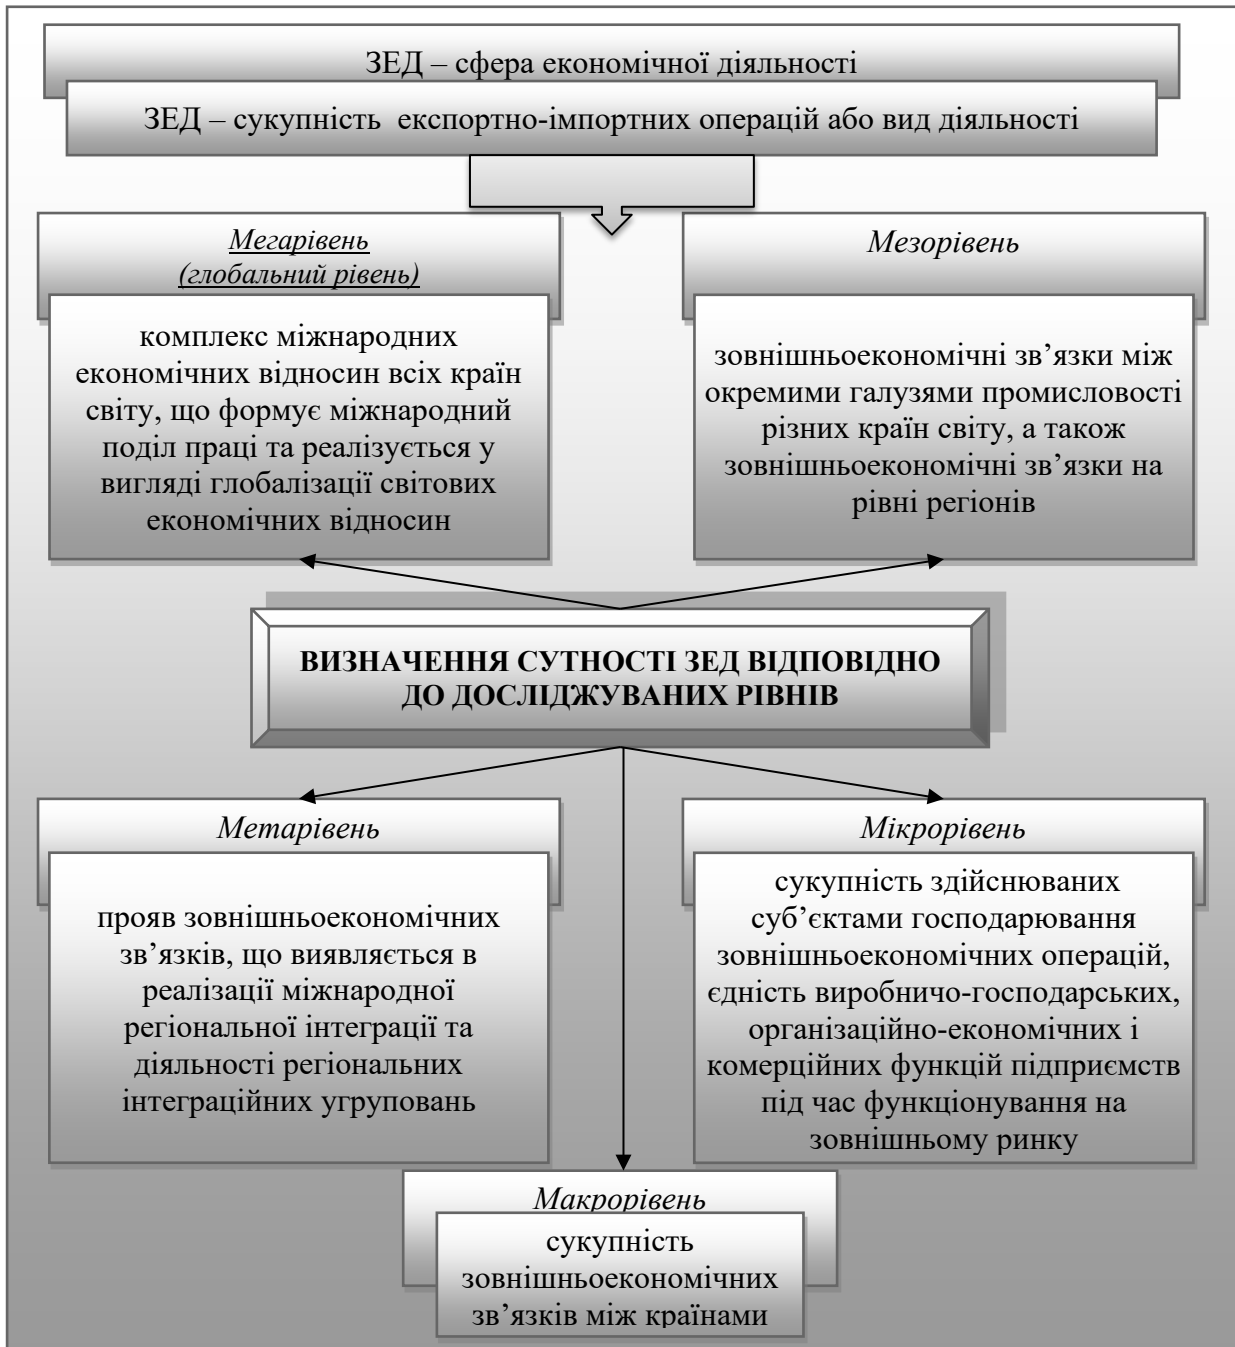 ЗЕД – сфера економічної діяльності
ЗЕД – сукупність експортно-імпортних операцій або вид діяльності
Мегарівень
(глобальний рівень)
комплекс міжнародних
економічних відносин всіх країн
світу, що формує міжнародний
поділ праці та реалізується у
вигляді глобалізації світових
економічних відносин
Мезорівень
зовнішньоекономічні зв’язки між
окремими галузями промисловості
різних країн світу, а також
зовнішньоекономічні зв’язки на
рівні регіонів
ВИЗНАЧЕННЯ СУТНОСТІ ЗЕД ВІДПОВІДНО
ДО ДОСЛІДЖУВАНИХ РІВНІВ
Метарівень
прояв зовнішньоекономічних
зв’язків, що виявляється в
реалізації міжнародної
регіональної інтеграції та
діяльності регіональних
інтеграційних угруповань
Мікрорівень
сукупність здійснюваних
суб’єктами господарювання
зовнішньоекономічних операцій,
єдність виробничо-господарських,
організаційно-економічних і
комерційних функцій підприємств
під час функціонування на
зовнішньому ринку
Макрорівень
сукупність
зовнішньоекономічних
зв’язків між країнами